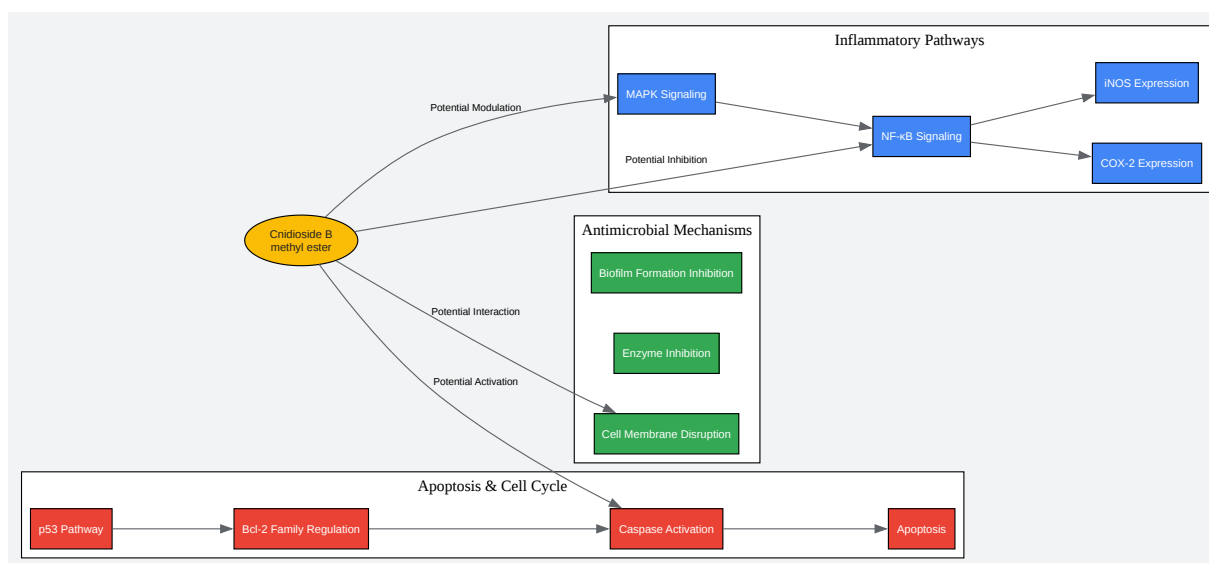 Inflammatory Pathways
MAPK Signaling
iNOS Expression
Potential Modulation
NF-κB Signaling
Potential Inhibition
COX-2 Expression
Cnidioside B
methyl ester
Antimicrobial Mechanisms
Biofilm Formation Inhibition
Potential Interaction
Enzyme Inhibition
Potential Activation
Cell Membrane Disruption
Apoptosis & Cell Cycle
p53 Pathway
Bcl-2 Family Regulation
Caspase Activation
Apoptosis